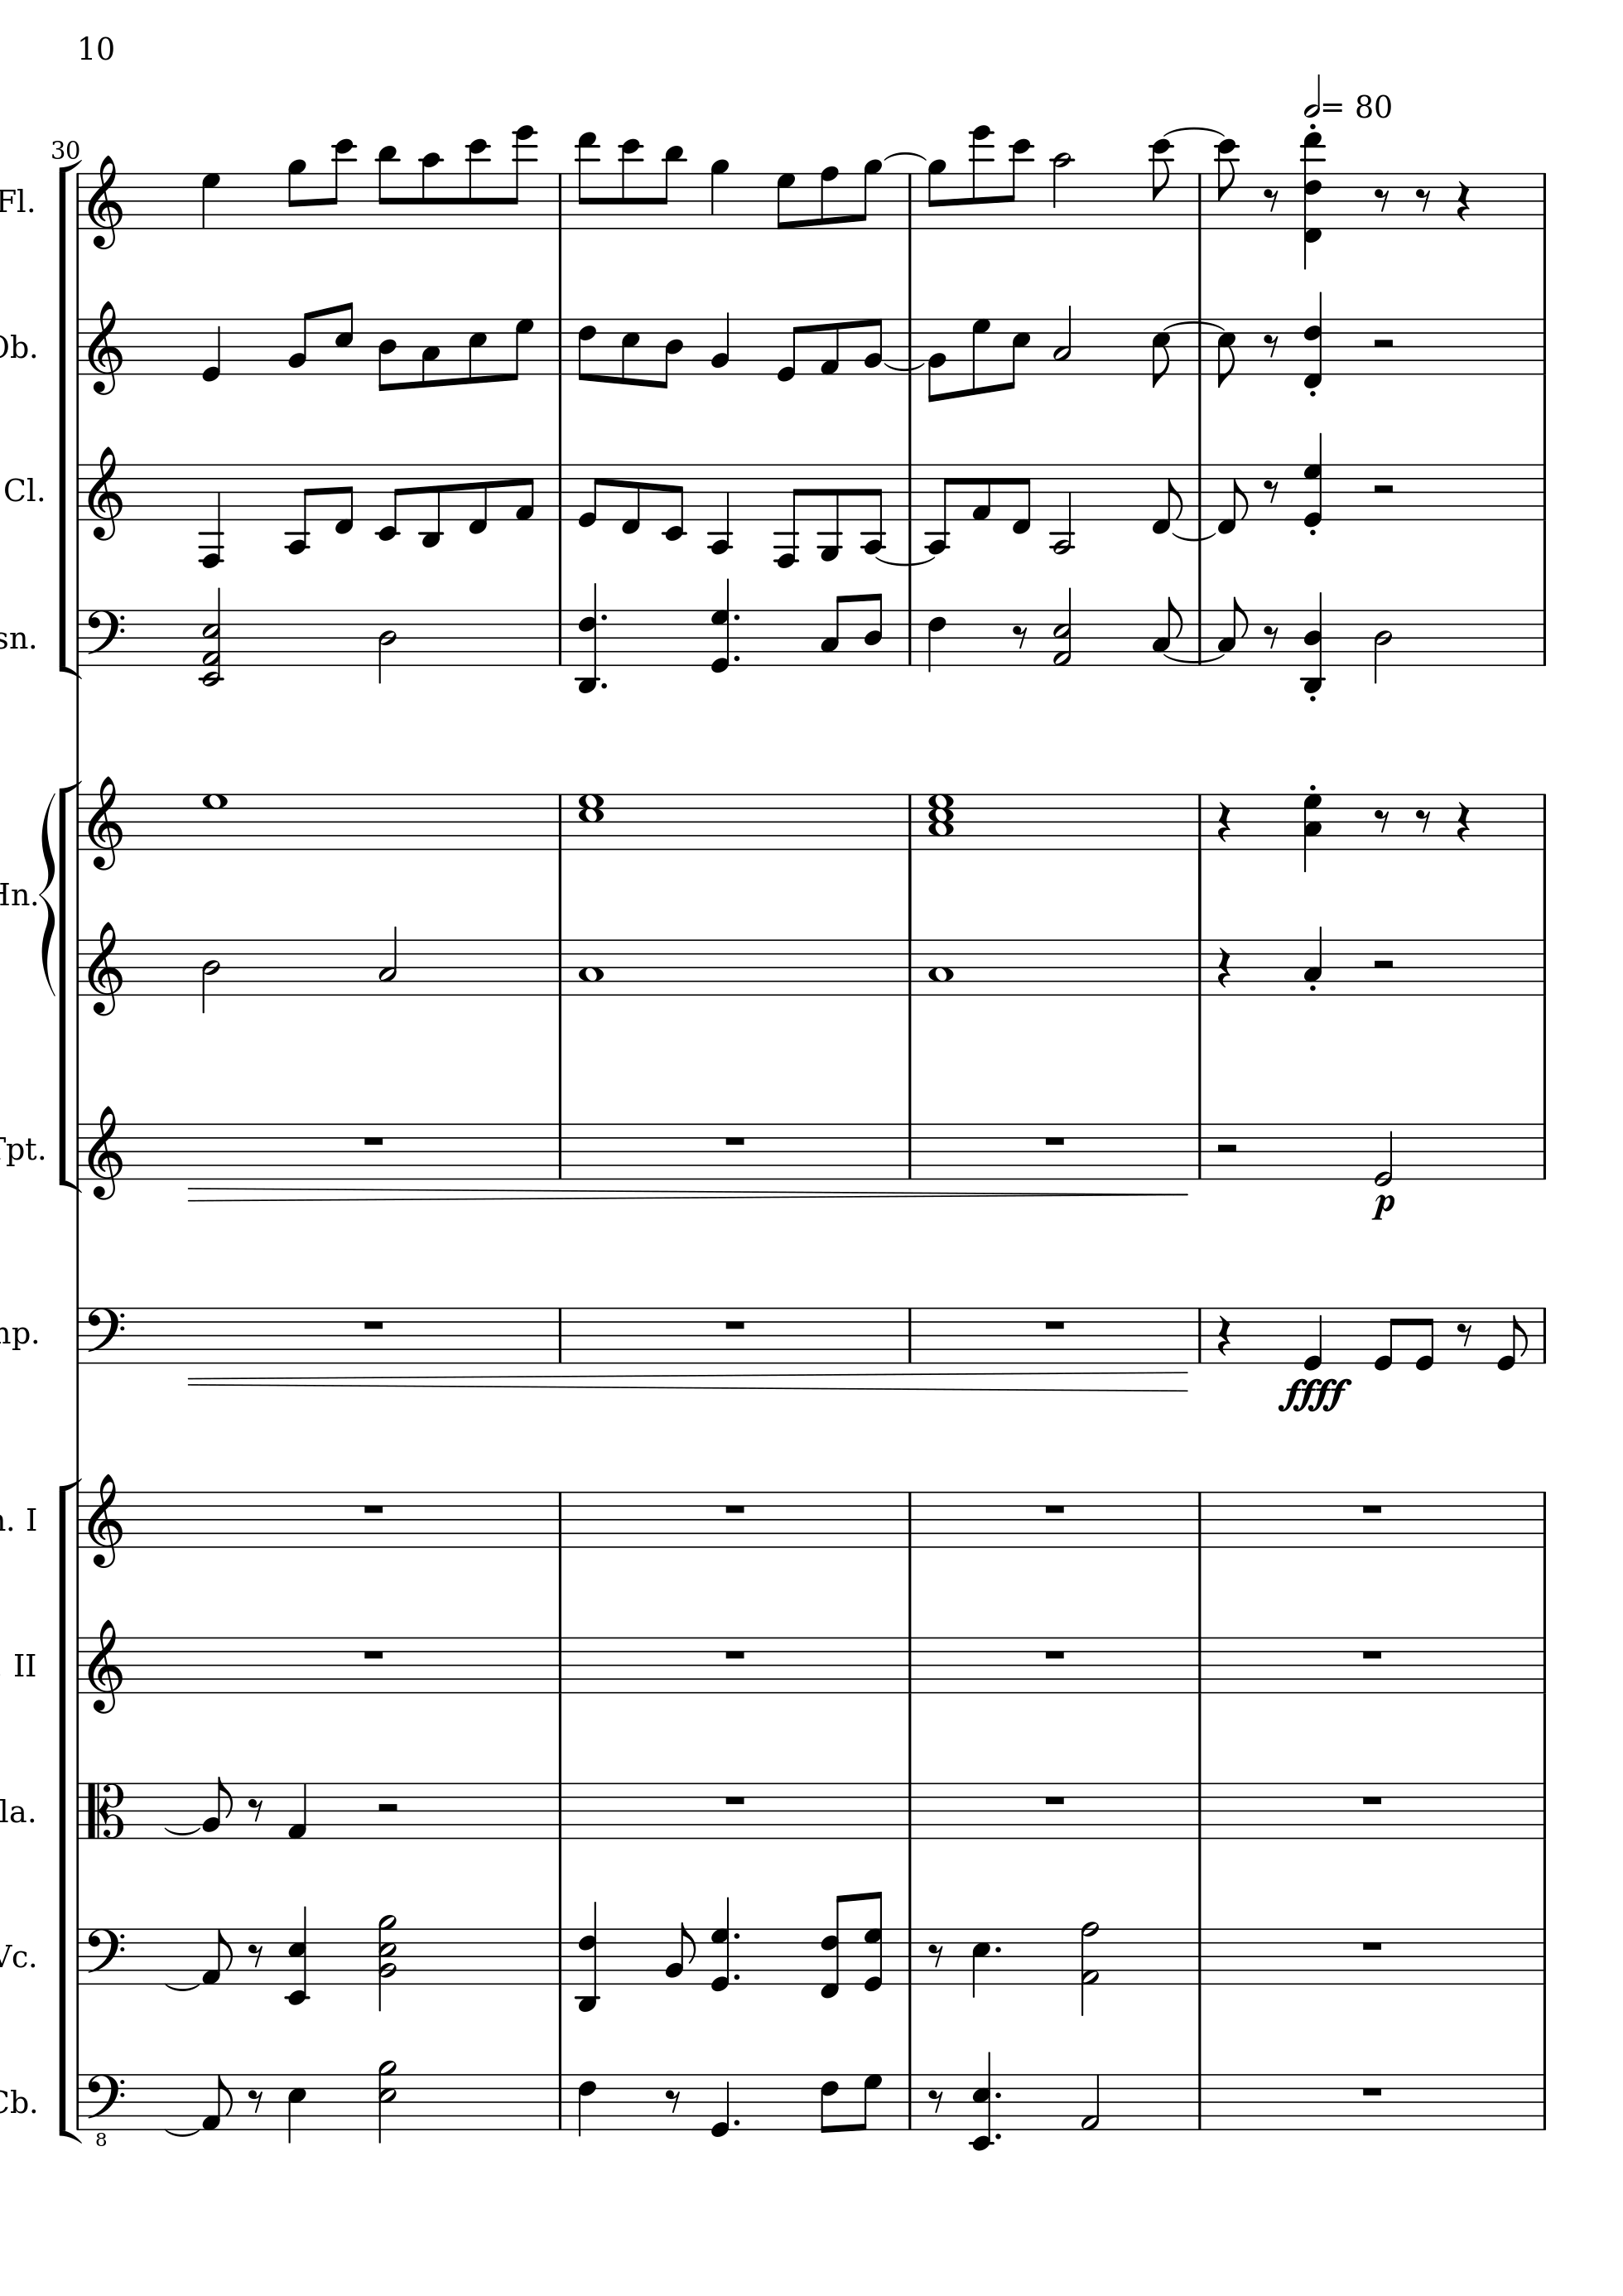 10
= 80
30
Fl.
Ob.
Cl.
sn.
Hn.
Tpt.
p
np.
ffff
n. I
II
la.
Vc.
Cb.
8